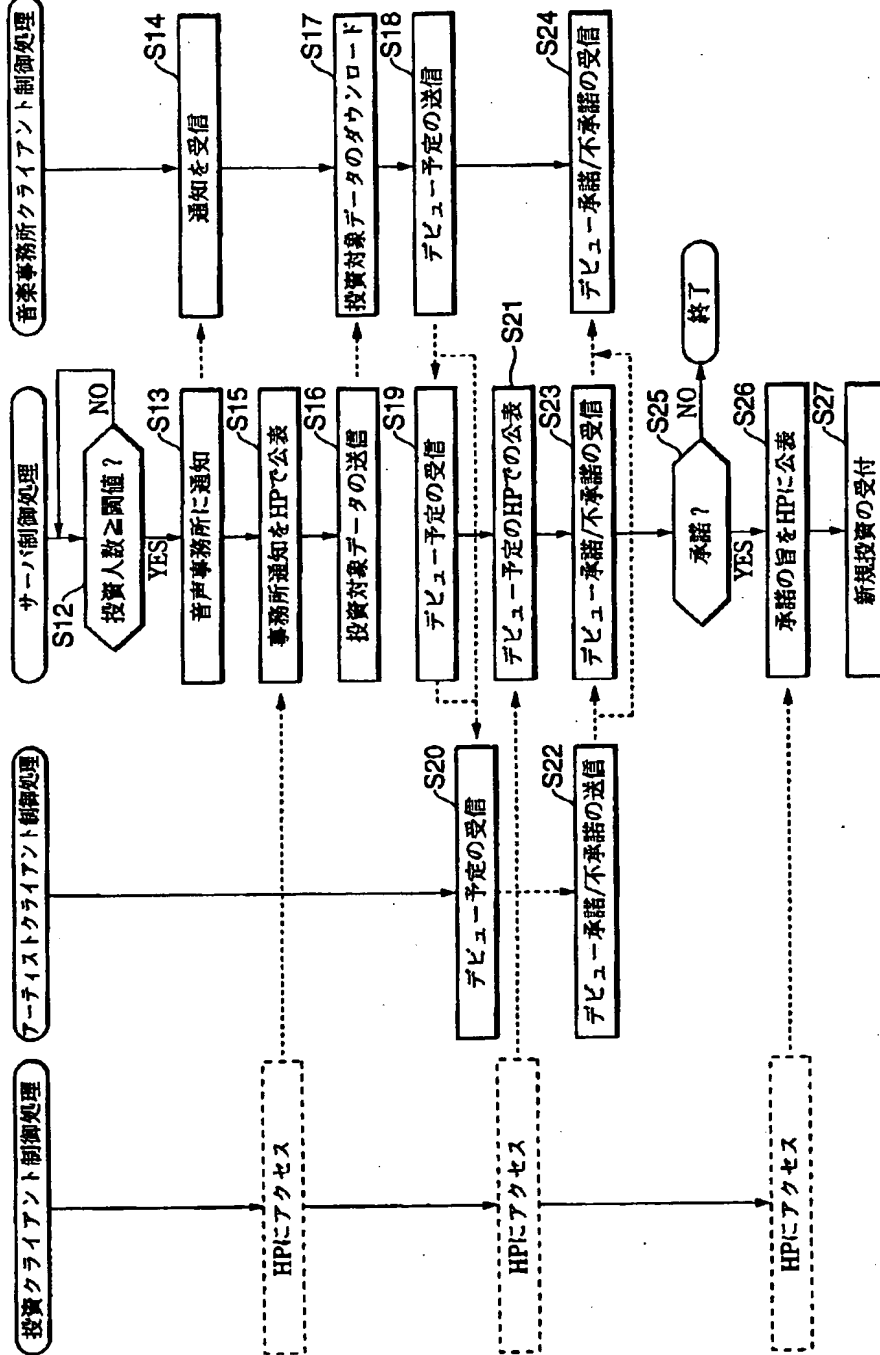 投資クライアント制御処理
HPにアクセス
HPにアクセス
HPにアクセス
アーティストクライアント制御処理
S20
デビュー予定の受信
S22
デビュー承諾/不承諾の送信
サーバ制御処理
S12
投資人数≧閾値?
NO
YES
S13
音声事務所に通知
S15
事務所通知をHPで公表
S16
投資対象データの送信
S19
デビュー予定の受信
S21
デビュー予定のHPでの公表
S23
デビュー承諾/不承諾の受信
S25
承諾?
NO
終了
YES
S26
承諾の旨をHPに公表
S27
新規投資の受付
音楽事務所クライアント制御処理
S14
通知を受信
S17
投資対象データのダウンロード
S18
デビュー予定の送信
S24
デビュー承諾/不承諾の受信